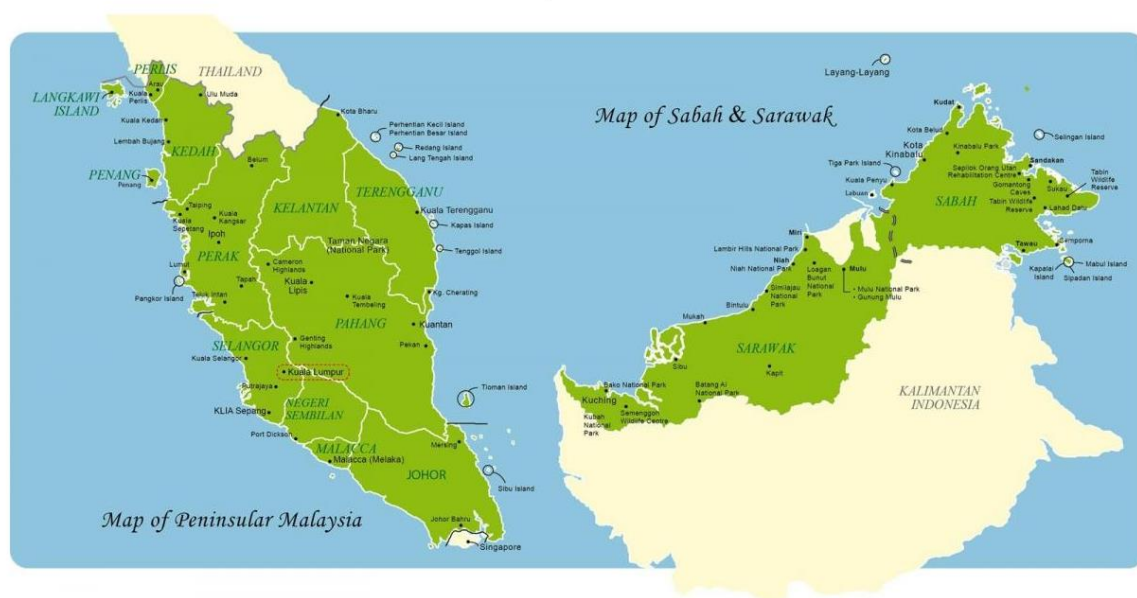 PERLIS
THAILAND
Arau
LANGKAWI
ISLAND
Kuala
Perlis
Ulu Muda
Kuala Kedah
Kota Bharu
Perhentian Kecil Island
Perhentian Besar Island
Redang Island
Lang Tengah Island
Lembah Bujang
KEDAH
Belum
PENANG
Penang
TERENGGANU
KELANTAN
Taiping
Kuala
Sepetang
Kuala
Kangsar
Ipoh
Kuala Terengganu
Kapas Island
PERAK
Taman Negara
(National Park)
Tenggol Island
Lumut
Cameron
Highlands
Kuala
Lipis
Tapah
Pangkor Island
Teluk Intan
Kuala
Tembeling
Kg. Cherating
PAHANG
Kuantan
Genting
Highlands
Pekan
SELANGOR
Kuala Selangor
Kuala Lumpur
Putrajaya
Tioman Island
NEGERI
SEMBILAN
KLIA Sepang
Port Dickson
MALACCA
Malacca (Melaka)
Mersing
JOHOR
Sibu Island
Johor Bahru
Singapore
Map of Peninsular Malaysia
Layang-Layang
Map of Sabah & Sarawak
Kudat
Kota Belud
Selingan Island
Kota
Kinabalu
Kinabalu Park
Tiga Park Island
Sandakan
Sepilok Orang Utan
Rehabilitation Centre
Tabin
Wildlife
Reserve
Kuala Penyu
Gomantong
Caves
Sukau
Labuan
SABAH
Tabin Wildlife
Reserve
Lahad Datu
Miri
Lambir Hills National Park
Tawau
Semporna
Niah
Niah National Park
Loagan
Bunut
National
Park
Mulu
Kapalai
Island
Mabul Island
Sipadan Island
• Mulu National Park
• Gunung Mulu
Similajau
National
Park
Bintulu
Mukah
SARAWAK
Sibu
Kapit
Bako National Park
Batang Ai
National Park
Kuching
Kubah
National
Park
Semenggoh
Wildlife Centre
KALIMANTAN
INDONESIA